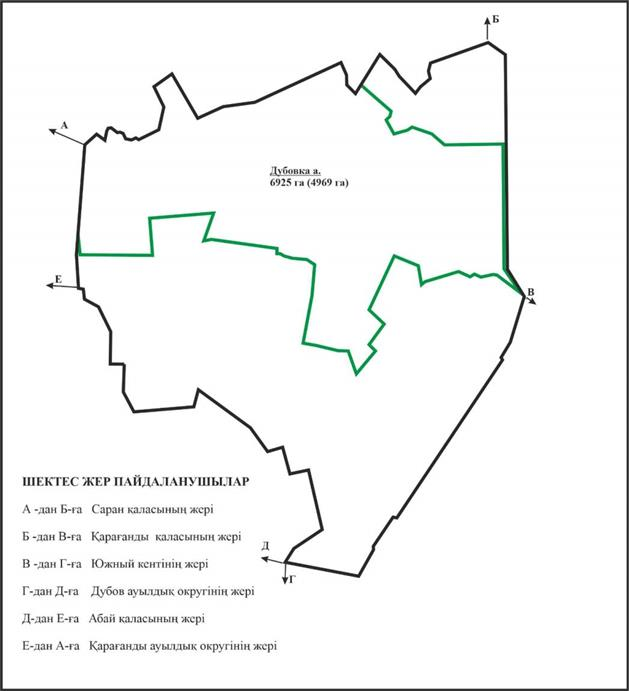 Б
А
Дубовка а.
6925 га (4969 га)
Е
В
ШЕКТЕС ЖЕР ПАЙДАЛАНУШЫЛАР
А -дан Б-ға Саран қаласының жері
Б -дан В-ға Қарағанды қаласының жері
В -дан Г-ға Южный кентінің жері
Г-дан Д-ға Дубов ауылдық округінің жері
Д-дан Е-ға Абай қаласының жері
Е-дан А-ға Қарағанды ауылдық округінің жері
Д
Г